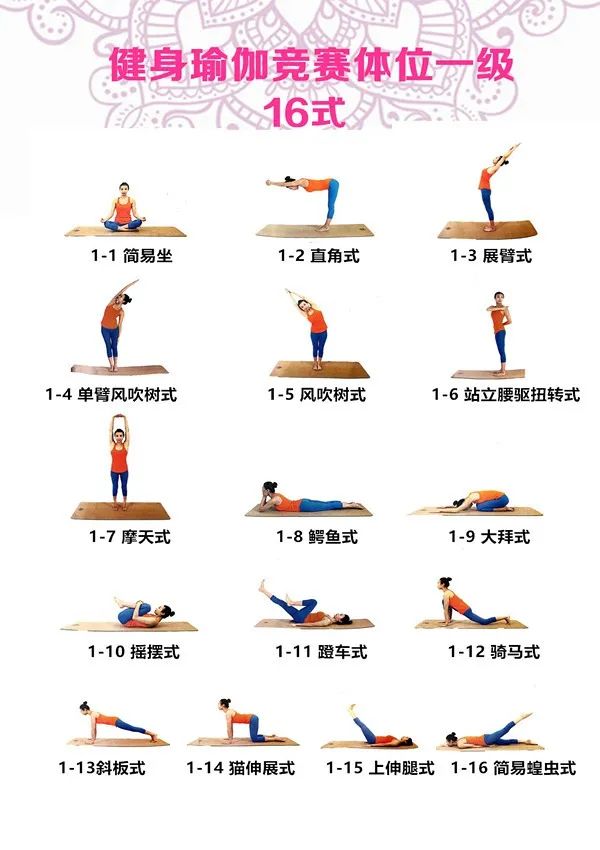 健身瑜伽竞赛体位一级
16式
1-1 简易坐
1-2 直角式
1-3 展臂式
1-4 单臂风吹树式
1-5 风吹树式
1-6 站立腰驱扭转式
1-7 摩天式
1-8 鳄鱼式
1-9 大拜式
1-10 摇摆式
1-11 蹬车式
1-12 骑马式
1-13斜板式
1-14 猫伸展式
1-15 上伸腿式
1-16 简易蝗虫式